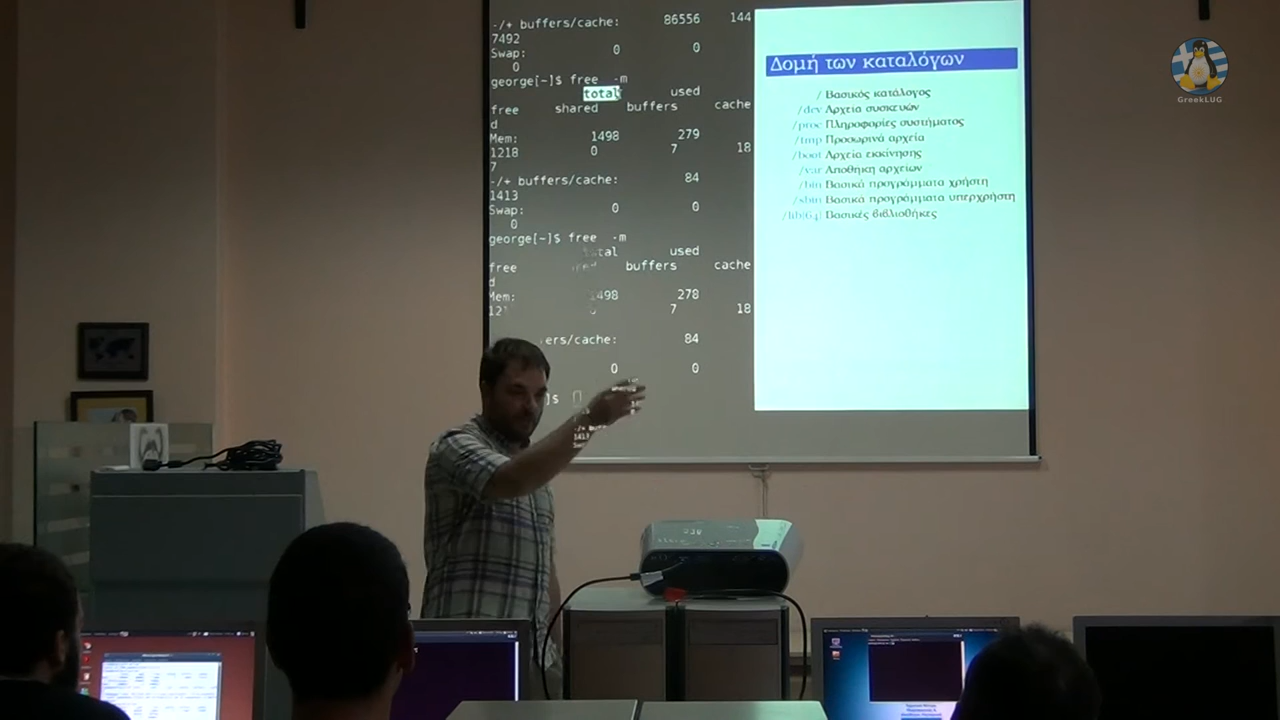 -/+ buffers/cache: 86556 144
7492
Swap: 0 0
0
george[~]$ free -m
total used
free shared buffers cache
d
Mem: 1498 279
1218 0 7 18
7
-/+ buffers/cache: 84
1413
Swap: 0 0
0
george[~]$ free -m
used
free buffers cache
d
Mem: 498 278
7 18
ers/cache: 84
0 0
]$
Δομή των καταλόγων
/ Βασικός κατάλογος
/dev Αρχεία συσκευών
/proc Πληροφορίες συστήματος
/tmp Προσωρινά αρχεία
/boot Αρχεία εκκίνησης
/var Αποθήκη αρχείων
/bin Βασικά προγράμματα χρήστη
/sbin Βασικά προγράμματα υπερχρήστη
/lib[64] Βασικές βιβλιοθήκες
GreekLUG